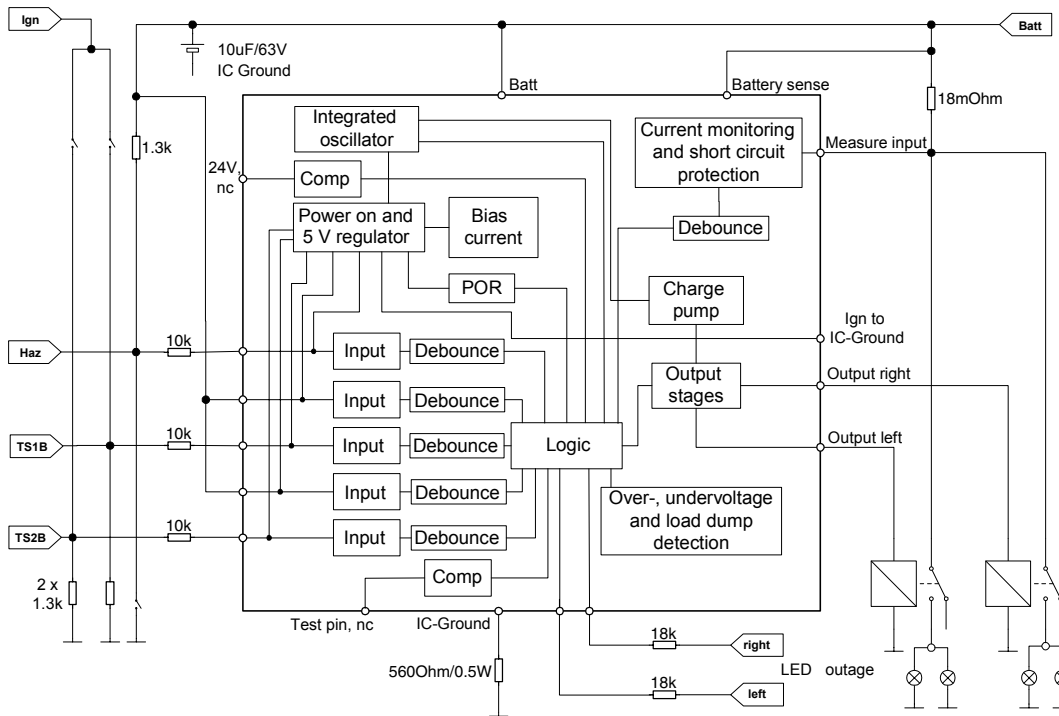 Ign
Batt
10uF/63V
IC Ground
Batt
Battery sense
18mOhm
1.3k
Integrated
oscillator
Current monitoring
and short circuit
protection
Measure input
24V,
nc
Comp
Power on and
5 V regulator
Bias
current
Debounce
POR
Charge
pump
Ign to
IC-Ground
Haz
10k
Input
Debounce
Output
stages
Output right
Input
Debounce
TS1B
10k
Input
Debounce
Logic
Output left
Input
Debounce
Over-, undervoltage
and load dump
detection
TS2B
10k
Input
Debounce
2 x
1.3k
Comp
Test pin, nc
IC-Ground
18k
right
560Ohm/0.5W
LED outage
18k
left